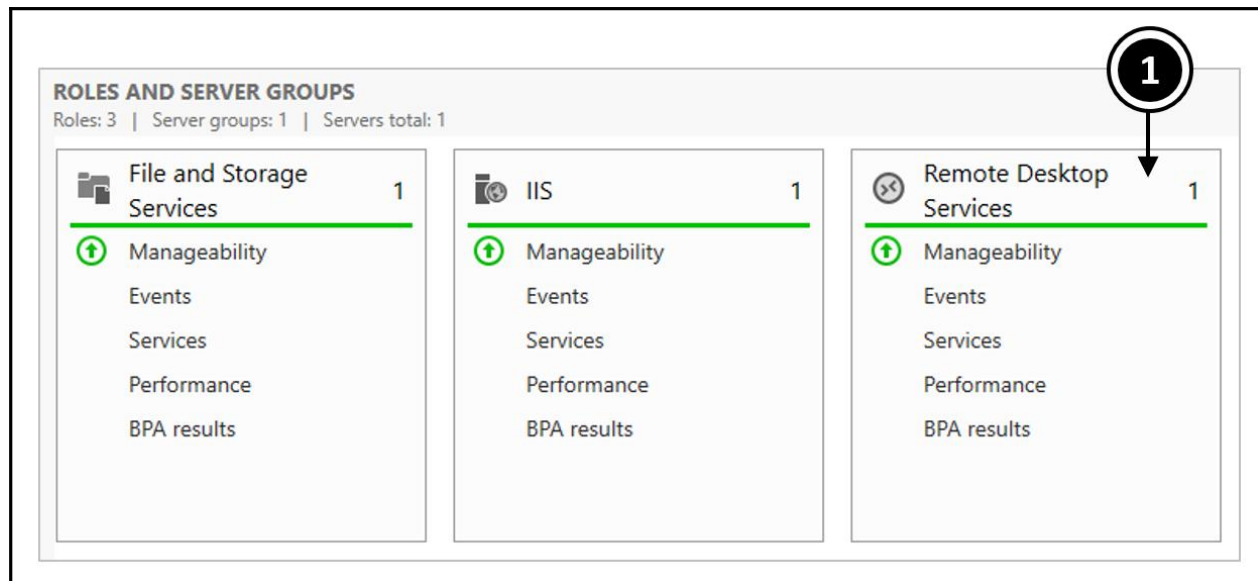 1
ROLES AND SERVER GROUPS
Roles: 3 | Server groups: 1 | Servers total: 1
File and Storage
Services
1
Manageability
Events
Services
Performance
BPA results
IIS
1
Manageability
Events
Services
Performance
BPA results
Remote Desktop
Services
1
Manageability
Events
Services
Performance
BPA results